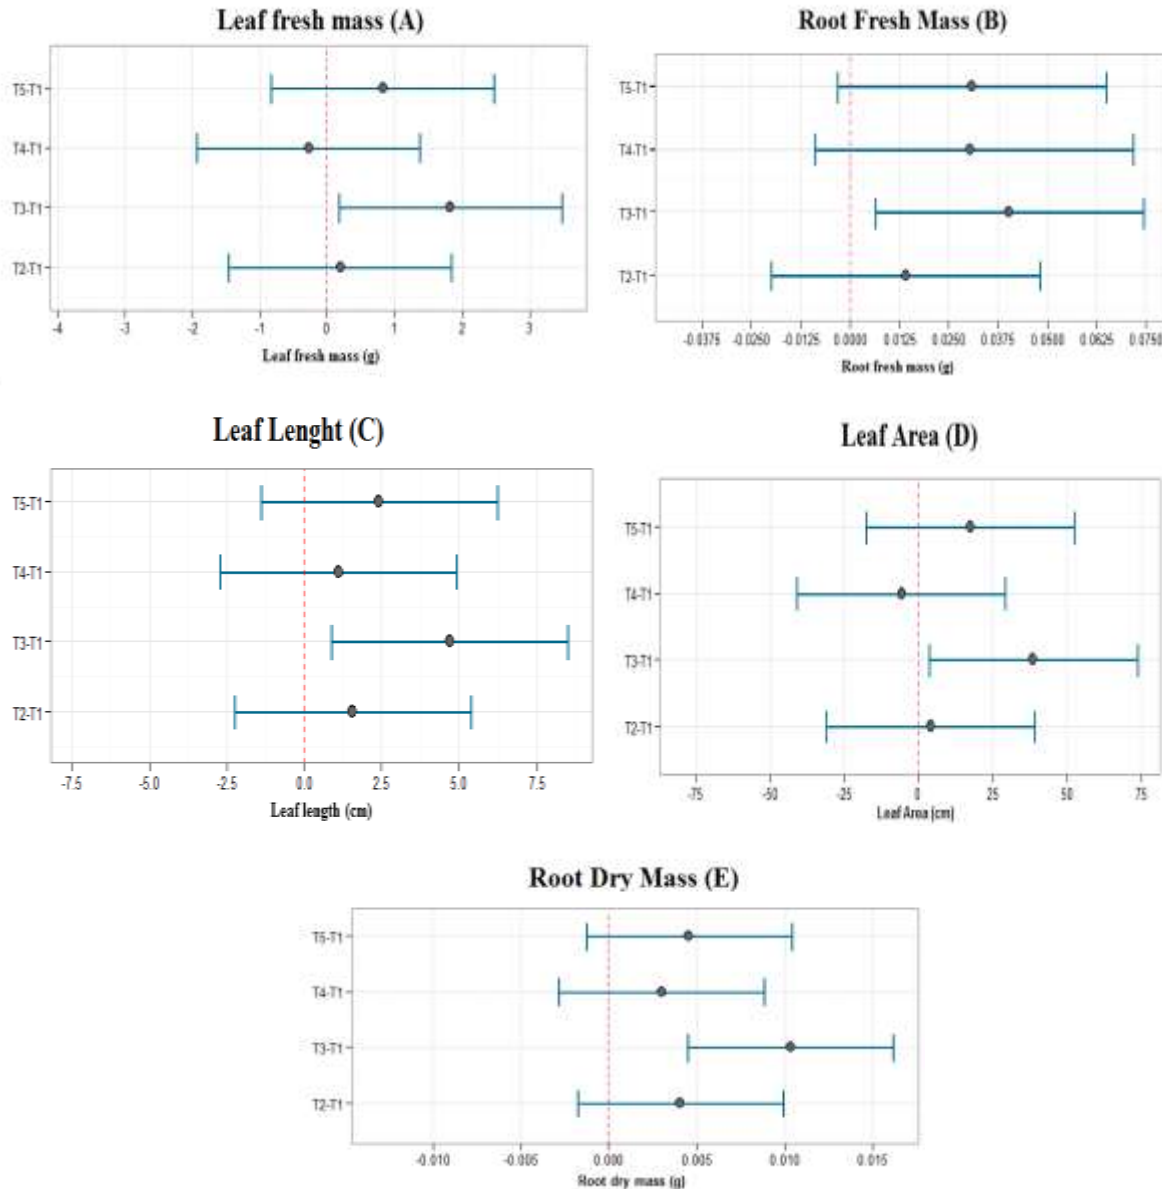 Leaf fresh mass (A)
T5-T1
T4-T1
T3-T1
T2-T1
-4 -3 -2 -1 0 1 2 3
Leaf fresh mass (g)
Root Fresh Mass (B)
T5-T1
T4-T1
T3-T1
T2-T1
-0.0375 -0.0250 -0.0125 0.0000 0.0125 0.0250 0.0375 0.0500 0.0625 0.0750
Root fresh mass (g)
Leaf Lenght (C)
T5-T1
T4-T1
T3-T1
T2-T1
-7.5 -5.0 -2.5 0.0 2.5 5.0 7.5
Leaf length (cm)
Leaf Area (D)
T5-T1
T4-T1
T3-T1
T2-T1
-75 -50 -25 0 25 50 75
Leaf Area (cm)
Root Dry Mass (E)
T5-T1
T4-T1
T3-T1
T2-T1
-0.010 -0.005 0.000 0.005 0.010 0.015
Root dry mass (g)